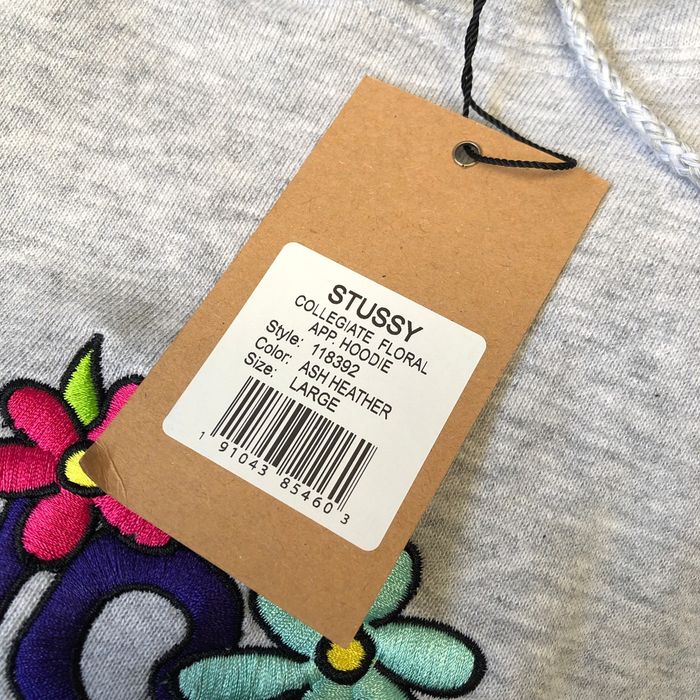 STUSSY
COLLEGIATE FLORAL
APP HOODIE
Style: 118392
Color: ASH HEATHER
Size: LARGE
1 91043 85460 3